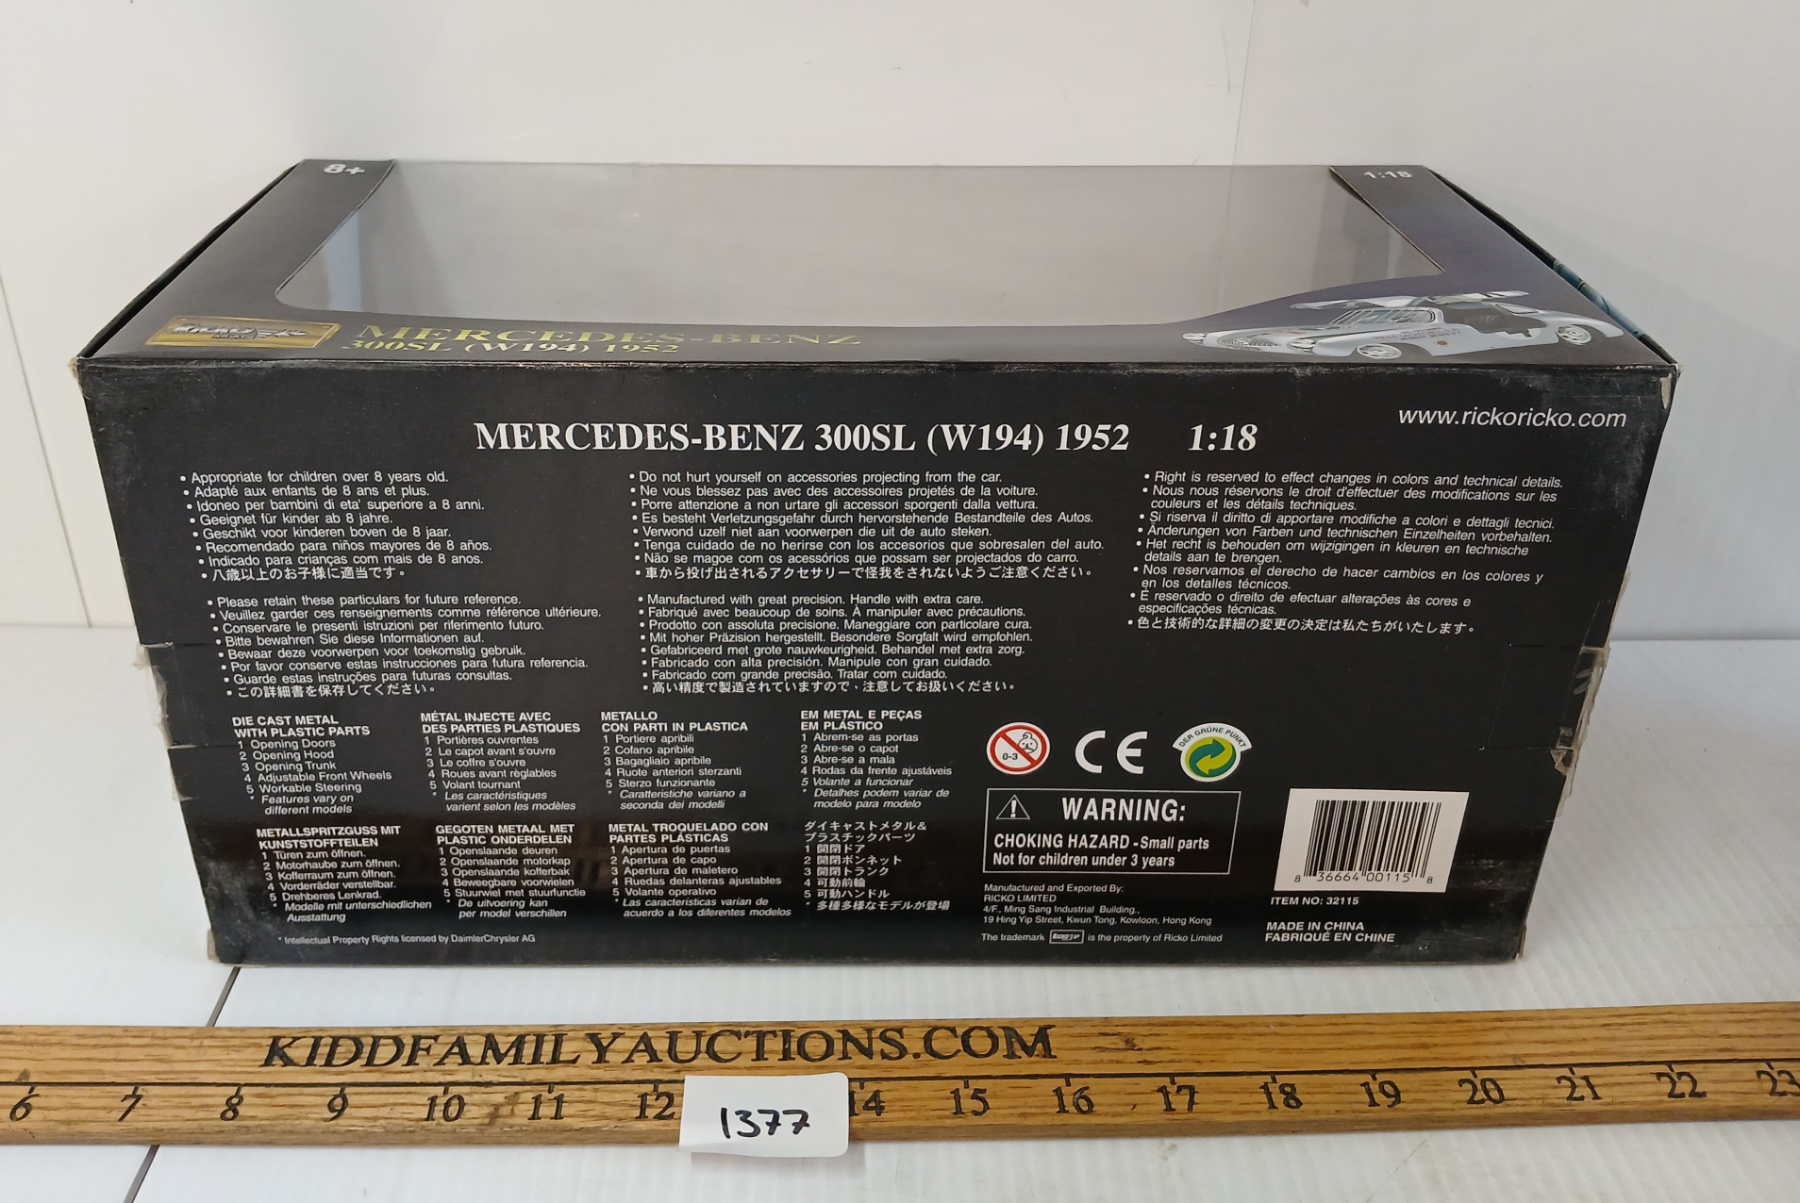 8+
1:18
RICKO
MERCEDES-BENZ
300SL (W194) 1952
www.rickoricko.com
MERCEDES-BENZ 300SL (W194) 1952 1:18
• Appropriate for children over 8 years old.
• Adapté aux enfants de 8 ans et plus.
• Idoneo per bambini di eta' superiore a 8 anni.
• Geeignet für kinder ab 8 jahre.
• Geschikt voor kinderen boven de 8 jaar.
• Recomendado para niños mayores de 8 años.
• Indicado para crianças com mais de 8 anos.
• 八歳以上のお子様に適当です。
• Please retain these particulars for future reference.
• Veuillez garder ces renseignements comme référence ultérieure.
• Conservare le presenti istruzioni per riferimento futuro.
• Bitte bewahren Sie diese Informationen auf.
• Bewaar deze voorwerpen voor toekomstig gebruik.
• Por favor conserve estas instrucciones para futura referencia.
• Guarde estas instruções para futuras consultas.
• この詳細書を保存してください。
• Do not hurt yourself on accessories projecting from the car.
• Ne vous blessez pas avec des accessoires projetés de la voiture.
• Porre attenzione a non urtare gli accessori sporgenti dalla vettura.
• Es besteht Verletzungsgefahr durch hervorstehende Bestandteile des Autos.
• Verwond uzelf niet aan voorwerpen die uit de auto steken.
• Tenga cuidado de no herirse con los accesorios que sobresalen del auto.
• Não se magoe com os acessórios que possam ser projectados do carro.
• 車から投げ出されるアクセサリーで怪我をされないようご注意ください。
• Manufactured with great precision. Handle with extra care.
• Fabriqué avec beaucoup de soins. À manipuler avec précautions.
• Prodotto con assoluta precisione. Maneggiare con particolare cura.
• Mit hoher Präzision hergestellt. Besondere Sorgfalt wird empfohlen.
• Gefabriceerd met grote nauwkeurigheid. Behandel met extra zorg.
• Fabricado con alta precisión. Manipule con gran cuidado.
• Fabricado com grande precisão. Tratar com cuidado.
• 高い精度で製造されていますので、注意してお扱いください。
• Right is reserved to effect changes in colors and technical details.
• Nous nous réservons le droit d'effectuer des modifications sur les
couleurs et les détails techniques.
• Si riserva il diritto di apportare modifiche a colori e dettagli tecnici.
• Änderungen von Farben und technischen Einzelheiten vorbehalten.
• Het recht is behouden om wijzigingen in kleuren en technische
details aan te brengen.
• Nos reservamos el derecho de hacer cambios en los colores y
en los detalles técnicos.
• É reservado o direito de efectuar alterações às cores e
especificações técnicas.
• 色と技術的な詳細の変更の決定は私たちがいたします。
DIE CAST METAL
WITH PLASTIC PARTS
1 Opening Doors
2 Opening Hood
3 Opening Trunk
4 Adjustable Front Wheels
5 Workable Steering
* Features vary on
different models
MÉTAL INJECTE AVEC
DES PARTIES PLASTIQUES
1 Portières ouvrentes
2 Le capot avant s'ouvre
3 Le coffre s'ouvre
4 Roues avant règlables
5 Volant tournant
* Les caractéristiques
varient selon les modèles
METALLO
CON PARTI IN PLASTICA
1 Portiere apribili
2 Cofano apribile
3 Bagagliaio apribile
4 Ruote anteriori sterzanti
5 Sterzo funzionante
* Caratteristiche variano a
seconda dei modelli
EM METAL E PEÇAS
EM PLÁSTICO
1 Abrem-se as portas
2 Abre-se o capot
3 Abre-se a mala
4 Rodas da frente ajustáveis
5 Volante a funcionar
* Detalhes podem variar de
modelo para modelo
METALLSPRITZGUSS MIT
KUNSTSTOFFTEILEN
1 Türen zum öffnen.
2 Motorhaube zum öffnen.
3 Kofferraum zum öffnen.
4 Vorderräder verstellbar.
5 Drehberes Lenkrad.
* Modelle mit unterschiedlichen
Ausstattung
GEGOTEN METAAL MET
PLASTIC ONDERDELEN
1 Openslaande deuren
2 Openslaande motorkap
3 Openslaande kofferbak
4 Beweegbare voorwielen
5 Stuurwiel met stuurfunctie
* De uitvoering kan
per model verschillen
METAL TROQUELADO CON
PARTES PLÁSTICAS
1 Apertura de puertas
2 Apertura de capo
3 Apertura de maletero
4 Ruedas delanteras ajustables
5 Volante operativo
* Las características varían de
acuerdo a los diferentes modelos
ダイキャストメタル&
プラスチックパーツ
1 開閉ドア
2 開閉ボンネット
3 開閉トランク
4 可動前輪
5 可動ハンドル
* 多種多様なモデルが登場
* Intellectual Property Rights licensed by DaimlerChrysler AG
0-3
CE
DER GRÜNE PUNKT
WARNING:
CHOKING HAZARD - Small parts
Not for children under 3 years
Manufactured and Exported By:
RICKO LIMITED
4/F., Ming Sang Industrial Building.,
19 Hing Yip Street, Kwun Tong, Kowloon, Hong Kong
The trademark is the property of Ricko Limited
8 36664 00115 8
ITEM NO: 32115
MADE IN CHINA
FABRIQUÉ EN CHINE
KIDDFAMILYAUCTIONS.COM
6 7 8 9 10 11 12 14 15 16 17 18 19 20 21 22 23
1377